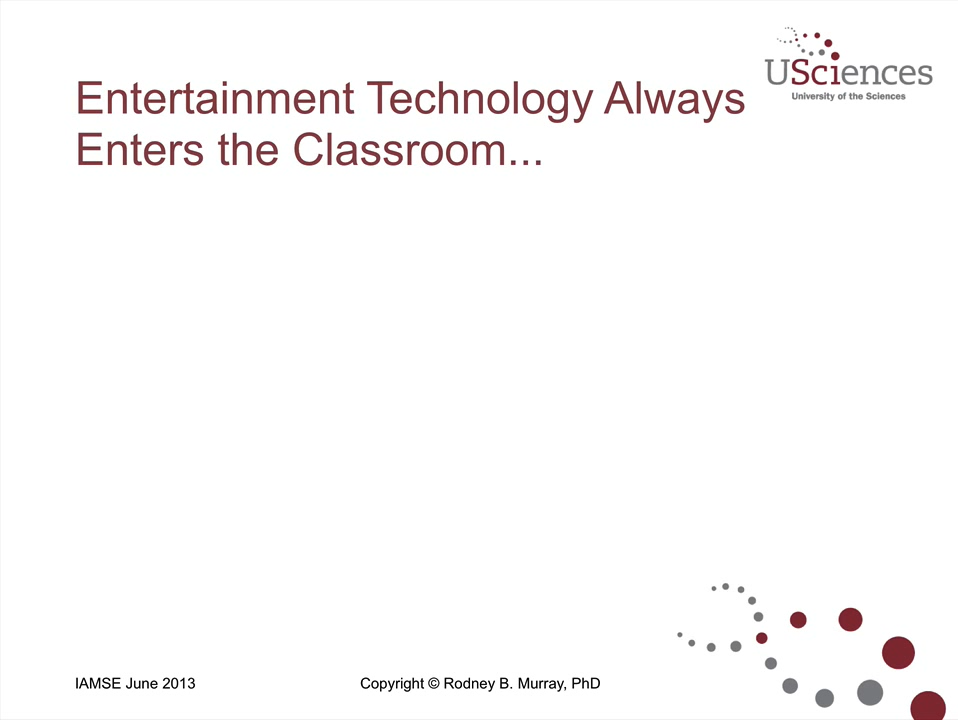 USciences
University of the Sciences
Entertainment Technology Always
Enters the Classroom...
IAMSE June 2013
Copyright © Rodney B. Murray, PhD